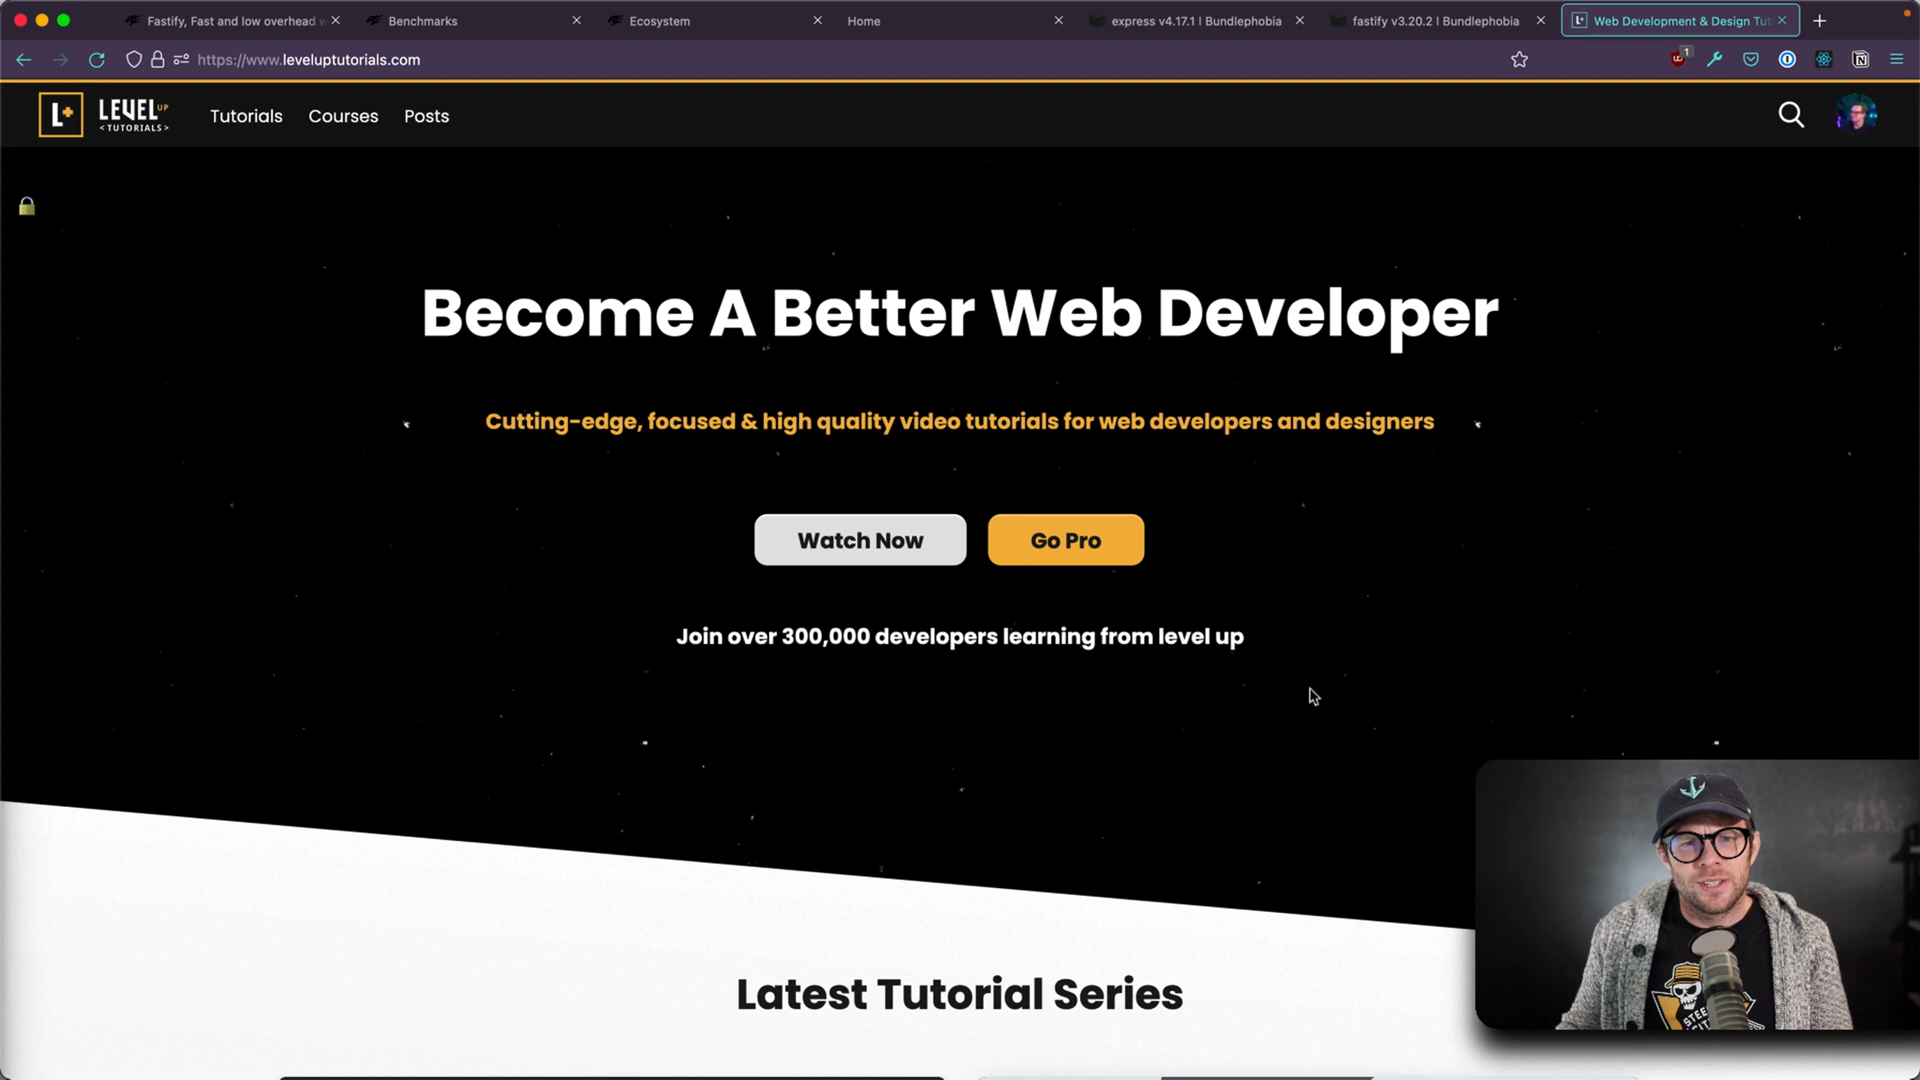 Fastify, Fast and low overhead w
Benchmarks
Ecosystem
Home
express v4.17.1 | Bundlephobia
fastify v3.20.2 | Bundlephobia
L+
Web Development & Design Tut
https://www.leveluptutorials.com
1
L+
LEVEL UP
<TUTORIALS>
Tutorials
Courses
Posts
Become A Better Web Developer
Cutting-edge, focused & high quality video tutorials for web developers and designers
Watch Now
Go Pro
Join over 300,000 developers learning from level up
Latest Tutorial Series